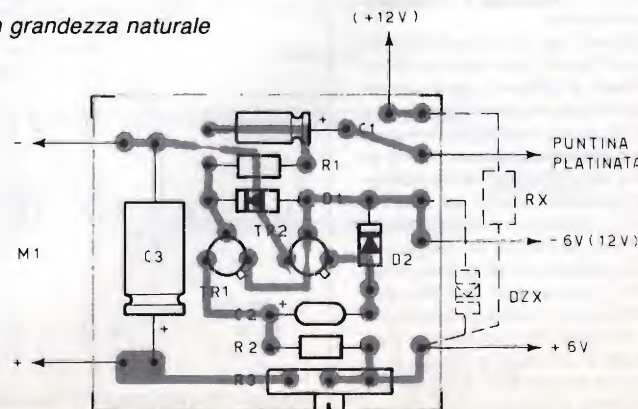 grandezza naturale
(+12V)
+
C1
PUNTINA
PLATINATA
-
R1
RX
D1
TR2
-6V(12V)
M1
C3
D2
TR1
DZX
C2
+
+
R2
+6V
+
R3